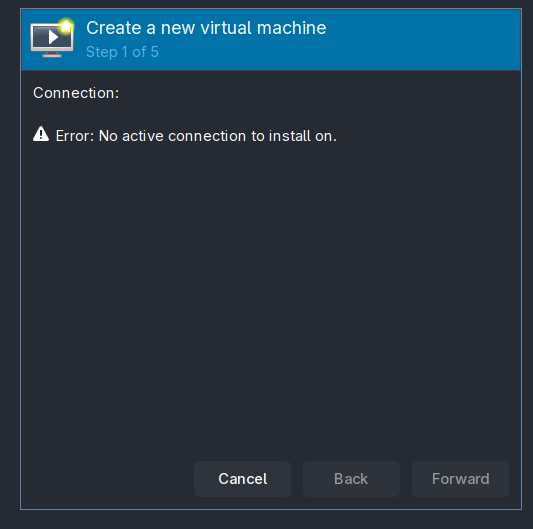 Create a new virtual machine
Step 1 of 5
Connection:
Error: No active connection to install on.
Cancel
Back
Forward